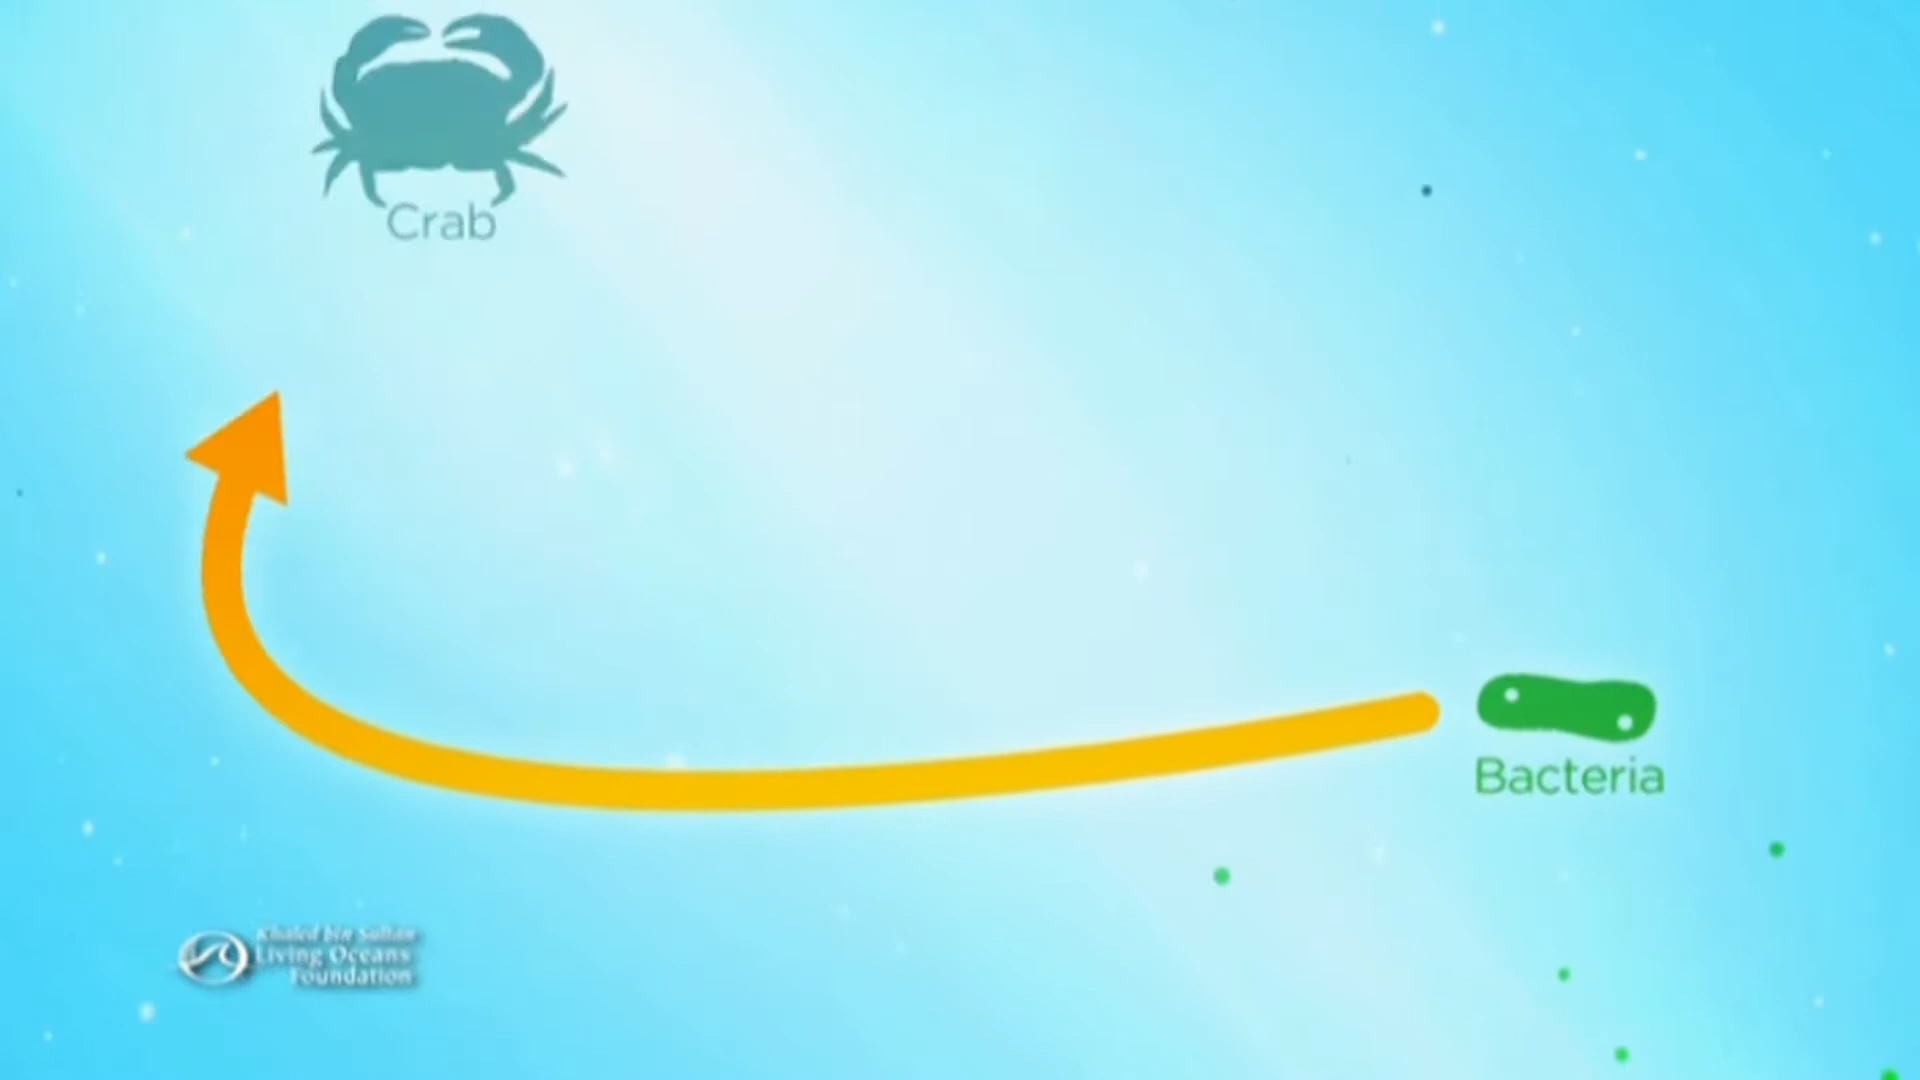 Crab
Bacteria
Khaled bin Sultan
Living Oceans
Foundation